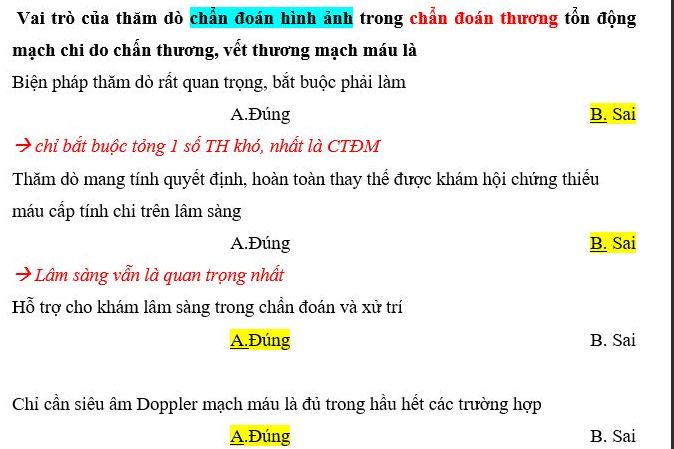 Vai trò của thăm dò chẩn đoán hình ảnh trong chẩn đoán thương tổn động
mạch chi do chấn thương, vết thương mạch máu là
Biện pháp thăm dò rất quan trọng, bắt buộc phải làm
A.Đúng B. Sai
→ chỉ bắt buộc tỏng 1 số TH khó, nhất là CTĐM
Thăm dò mang tính quyết định, hoàn toàn thay thế được khám hội chứng thiếu
máu cấp tính chi trên lâm sàng
A.Đúng B. Sai
→ Lâm sàng vẫn là quan trọng nhất
Hỗ trợ cho khám lâm sàng trong chẩn đoán và xử trí
A.Đúng B. Sai
Chỉ cần siêu âm Doppler mạch máu là đủ trong hầu hết các trường hợp
A.Đúng B. Sai